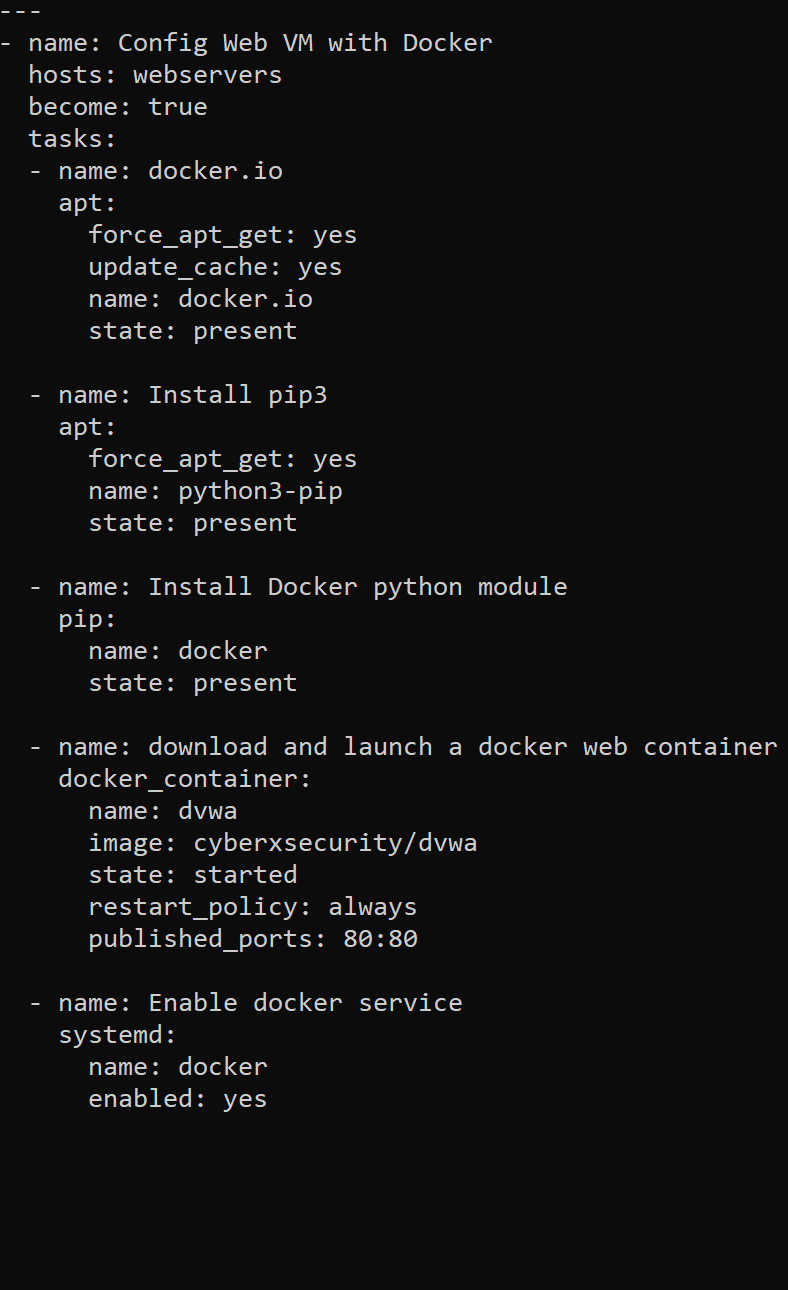 ---
- name: Config Web VM with Docker
  hosts: webservers
  become: true
  tasks:
  - name: docker.io
    apt:
      force_apt_get: yes
      update_cache: yes
      name: docker.io
      state: present

  - name: Install pip3
    apt:
      force_apt_get: yes
      name: python3-pip
      state: present

  - name: Install Docker python module
    pip:
      name: docker
      state: present

  - name: download and launch a docker web container
    docker_container:
      name: dvwa
      image: cyberxsecurity/dvwa
      state: started
      restart_policy: always
      published_ports: 80:80

  - name: Enable docker service
    systemd:
      name: docker
      enabled: yes